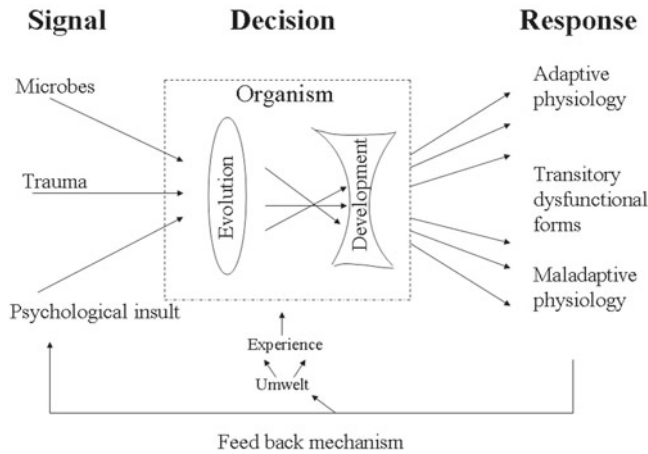 Signal Decision Response
Microbes
Trauma
Psychological insult
Organism
Evolution
Development
Adaptive
physiology
Transitory
dysfunctional
forms
Maladaptive
physiology
Experience
Umwelt
Feed back mechanism